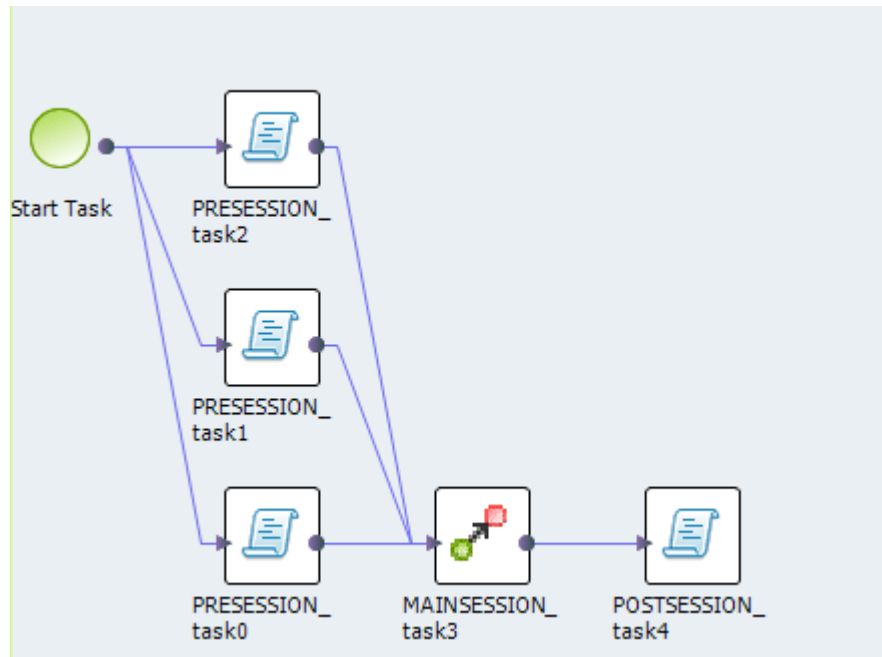 Start Task
PRESESSION_
task2
PRESESSION_
task1
PRESESSION_
task0
MAINSESSION_
task3
POSTSESSION_
task4